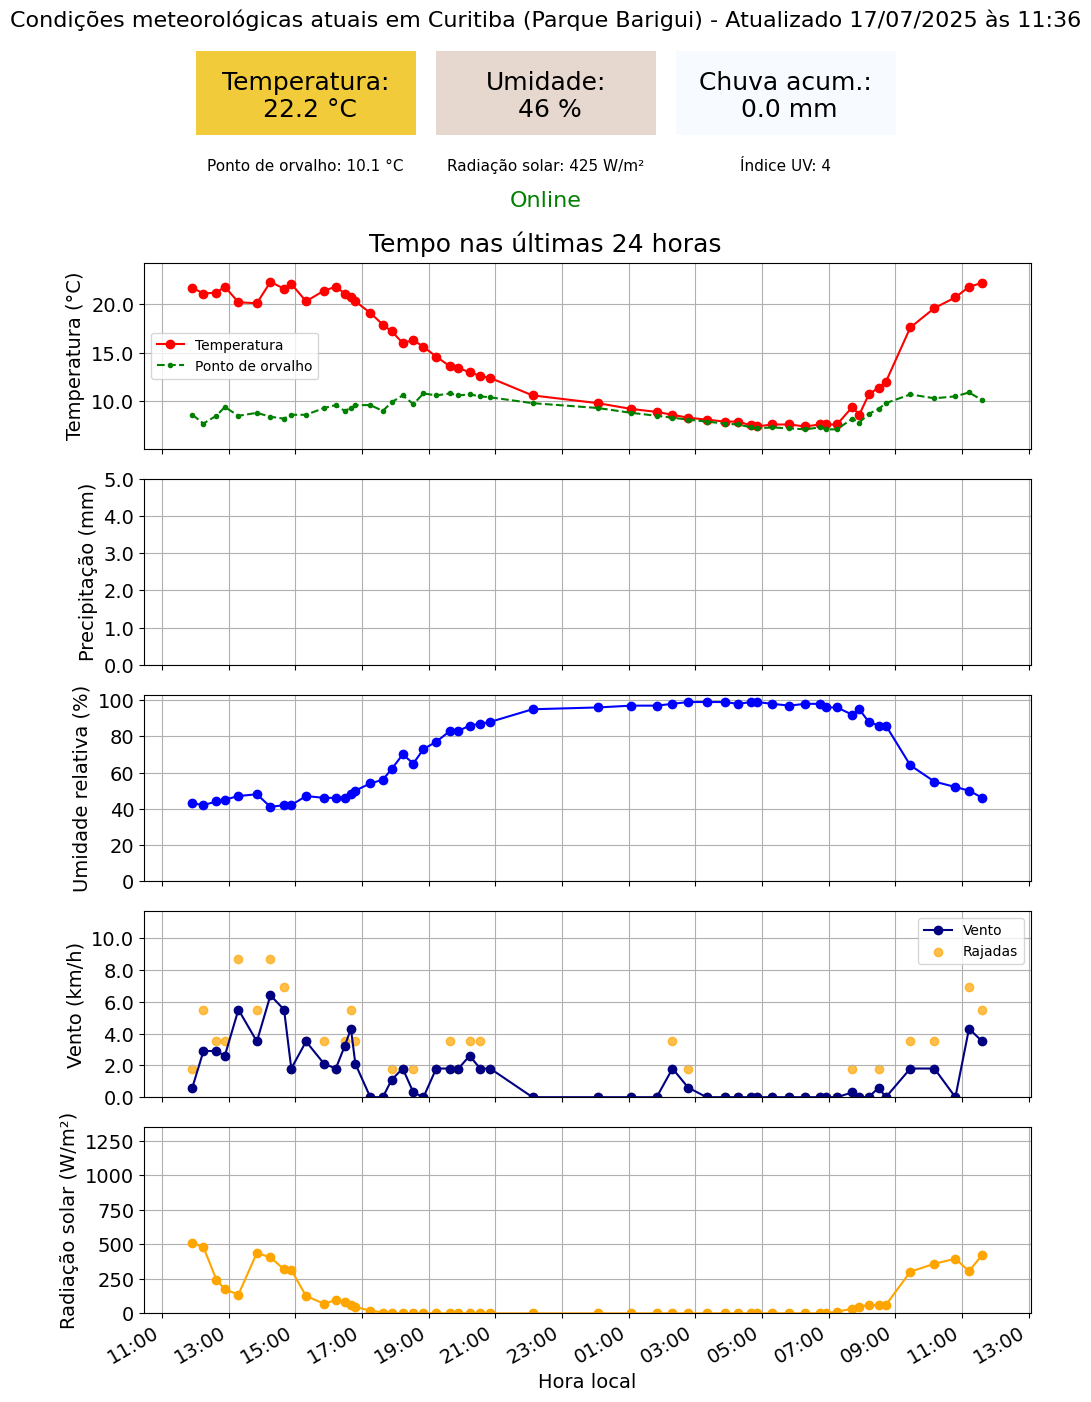 Condições meteorológicas atuais em Curitiba (Parque Barigui) - Atualizado 17/07/2025 às 11:36
Temperatura:
22.2 °C
Umidade:
46 %
Chuva acum.:
0.0 mm
Ponto de orvalho: 10.1 °C
Radiação solar: 425 W/m²
Índice UV: 4
Online
Tempo nas últimas 24 horas
Temperatura (°C)
20.0
15.0
10.0
Temperatura
Ponto de orvalho
Precipitação (mm)
5.0
4.0
3.0
2.0
1.0
0.0
Umidade relativa (%)
100
80
60
40
20
0
Vento (km/h)
10.0
8.0
6.0
4.0
2.0
0.0
Vento
Rajadas
Radiação solar (W/m²)
1250
1000
750
500
250
0
11:00
13:00
15:00
17:00
19:00
21:00
23:00
01:00
03:00
05:00
07:00
09:00
11:00
13:00
Hora local